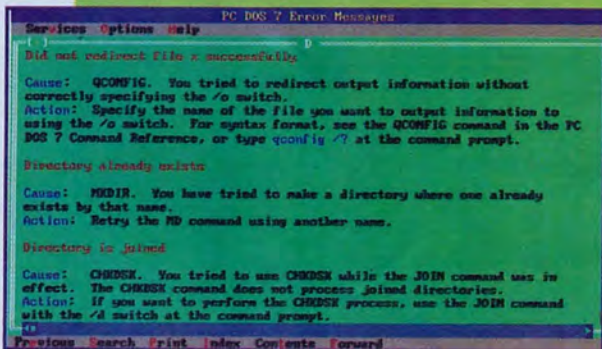 PC DOS 7 Error Messages
Services Options Help
D
Did not redirect file x successfully
Cause: QCONFIG. You tried to redirect output information without
correctly specifying the /o switch.
Action: Specify the name of the file you want to output information to
using the /o switch. For syntax format, see the QCONFIG command in the PC
DOS 7 Command Reference, or type qconfig /? at the command prompt.
Directory already exists
Cause: MKDIR. You have tried to make a directory where one already
exists by that name.
Action: Retry the MD command using another name.
Directory is joined
Cause: CHKDSK. You tried to use CHKDSK while the JOIN command was in
effect. The CHKDSK command does not process joined directories.
Action: if you want to perform the CHKDSK process, use the JOIN command
with the /d switch at the command prompt.
Previous Search Print Index Contents Forward